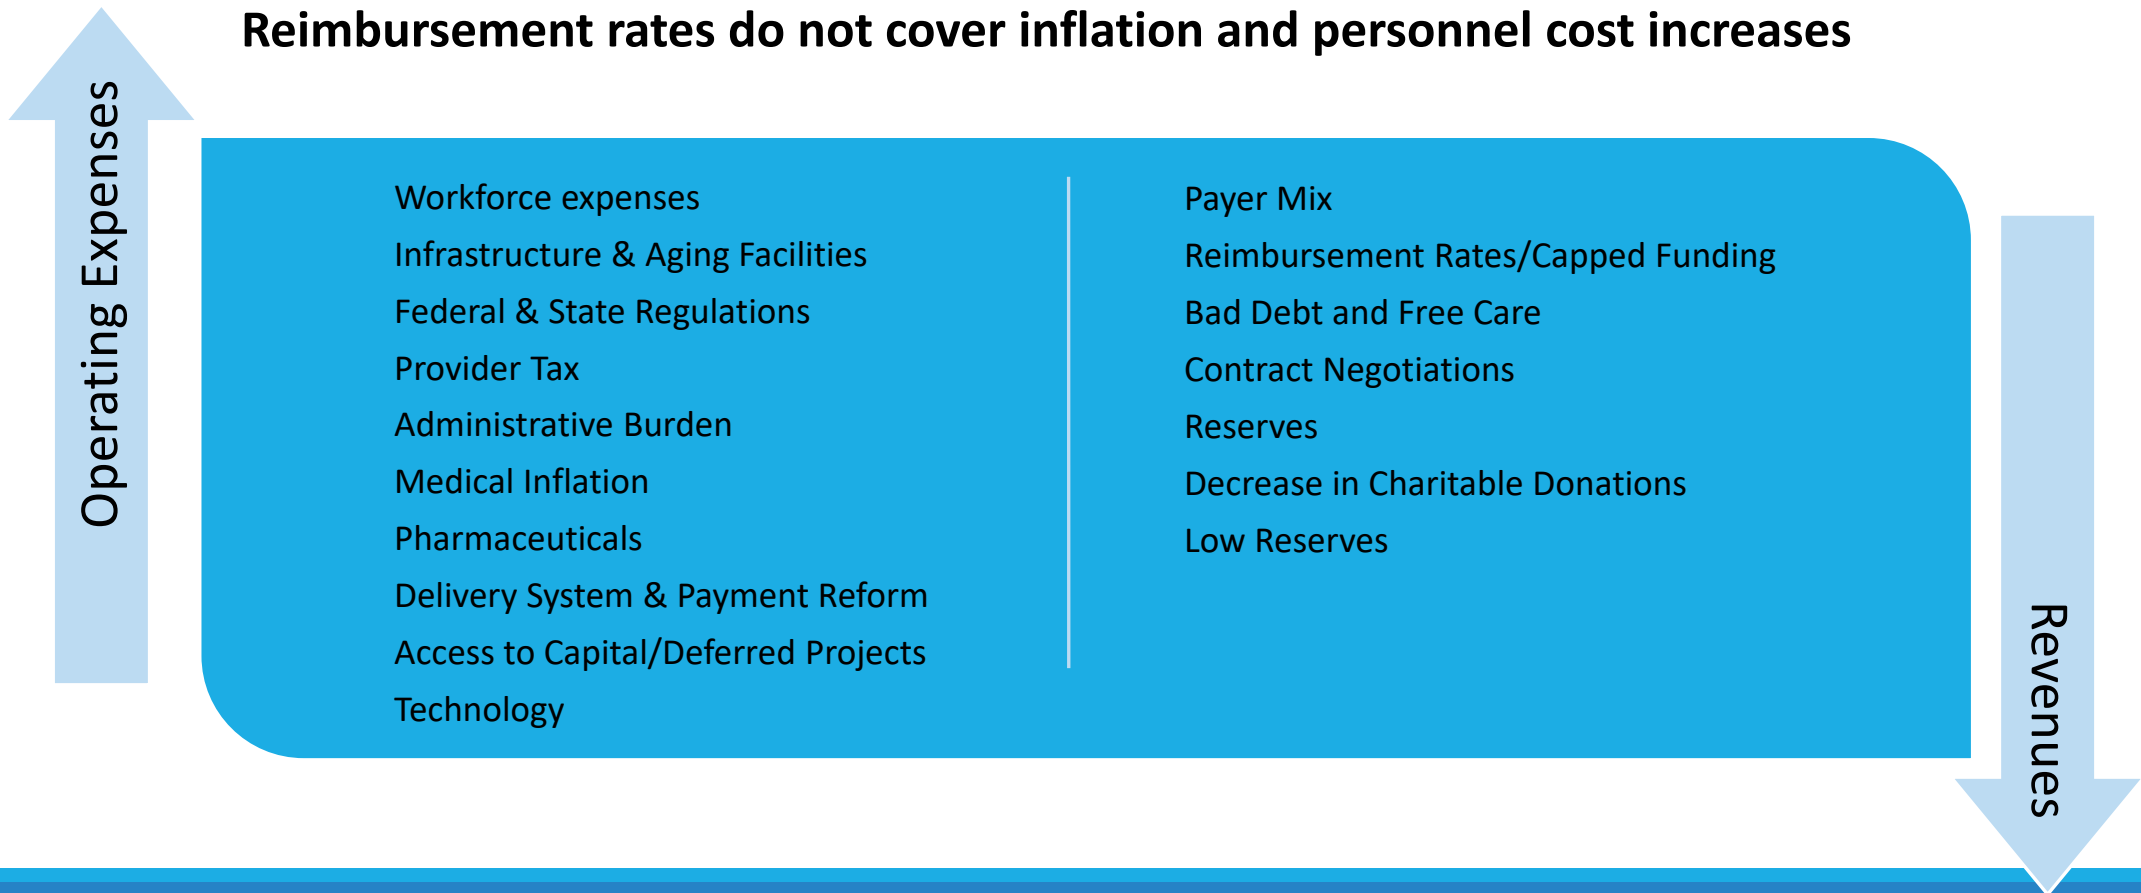 Reimbursement rates do not cover inflation and personnel cost increases
Operating Expenses
Workforce expenses
Infrastructure & Aging Facilities
Federal & State Regulations
Provider Tax
Administrative Burden
Medical Inflation
Pharmaceuticals
Delivery System & Payment Reform
Access to Capital/Deferred Projects
Technology
Payer Mix
Reimbursement Rates/Capped Funding
Bad Debt and Free Care
Contract Negotiations
Reserves
Decrease in Charitable Donations
Low Reserves
Revenues